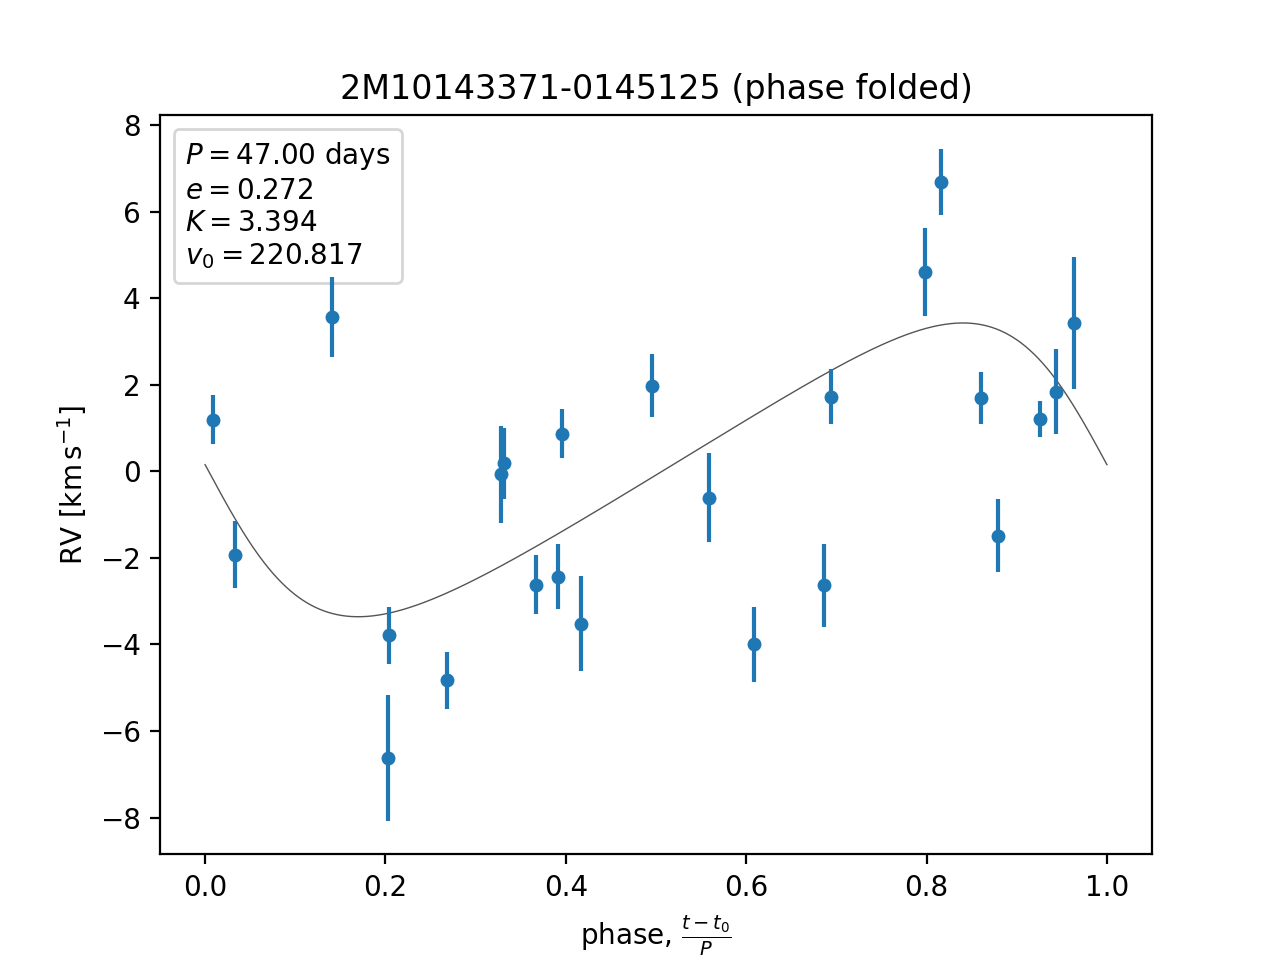 2M10143371-0145125 (phase folded)
P = 47.00 days
e = 0.272
K = 3.394
v₀ = 220.817
8
6
4
2
0
−2
−4
−6
−8
RV [km s⁻¹]
0.0 0.2 0.4 0.6 0.8 1.0
phase, (t − t₀)/P